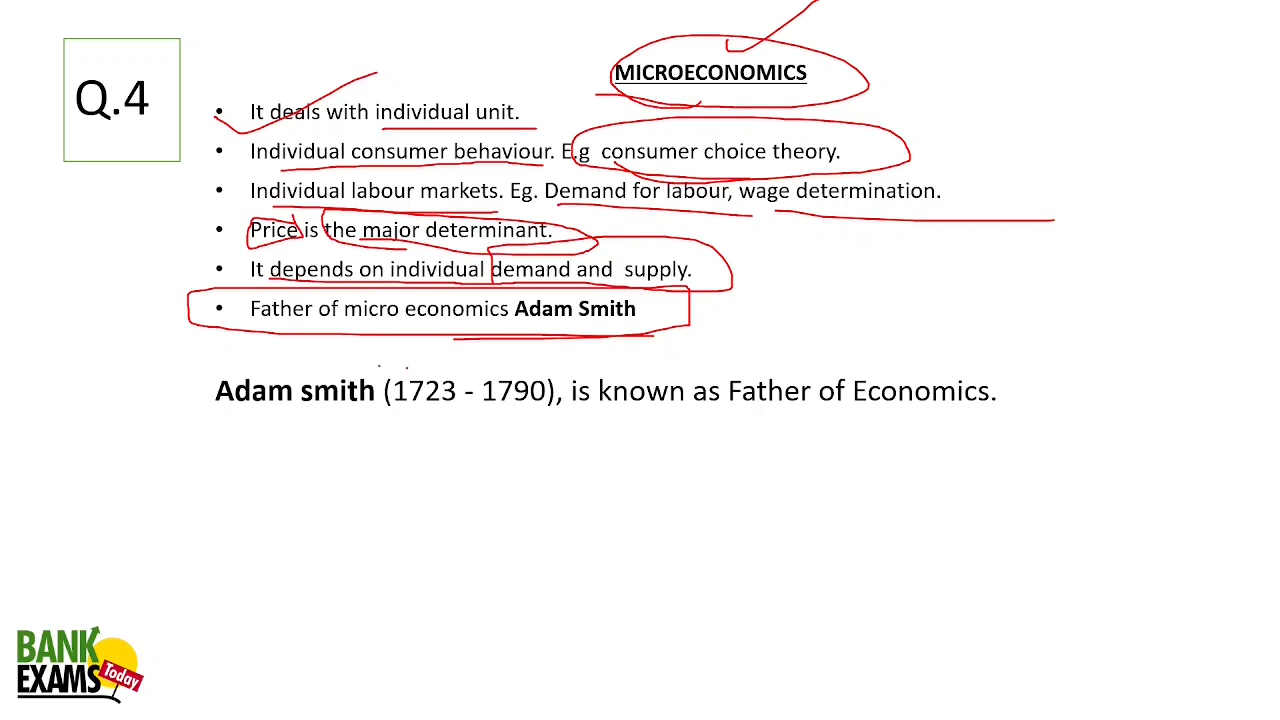 Q.4
MICROECONOMICS
• It deals with individual unit.
• Individual consumer behaviour. E.g consumer choice theory.
• Individual labour markets. Eg. Demand for labour, wage determination.
• Price is the major determinant.
• It depends on individual demand and supply.
• Father of micro economics Adam Smith
Adam smith (1723 - 1790), is known as Father of Economics.
BANK
EXAMS
Today